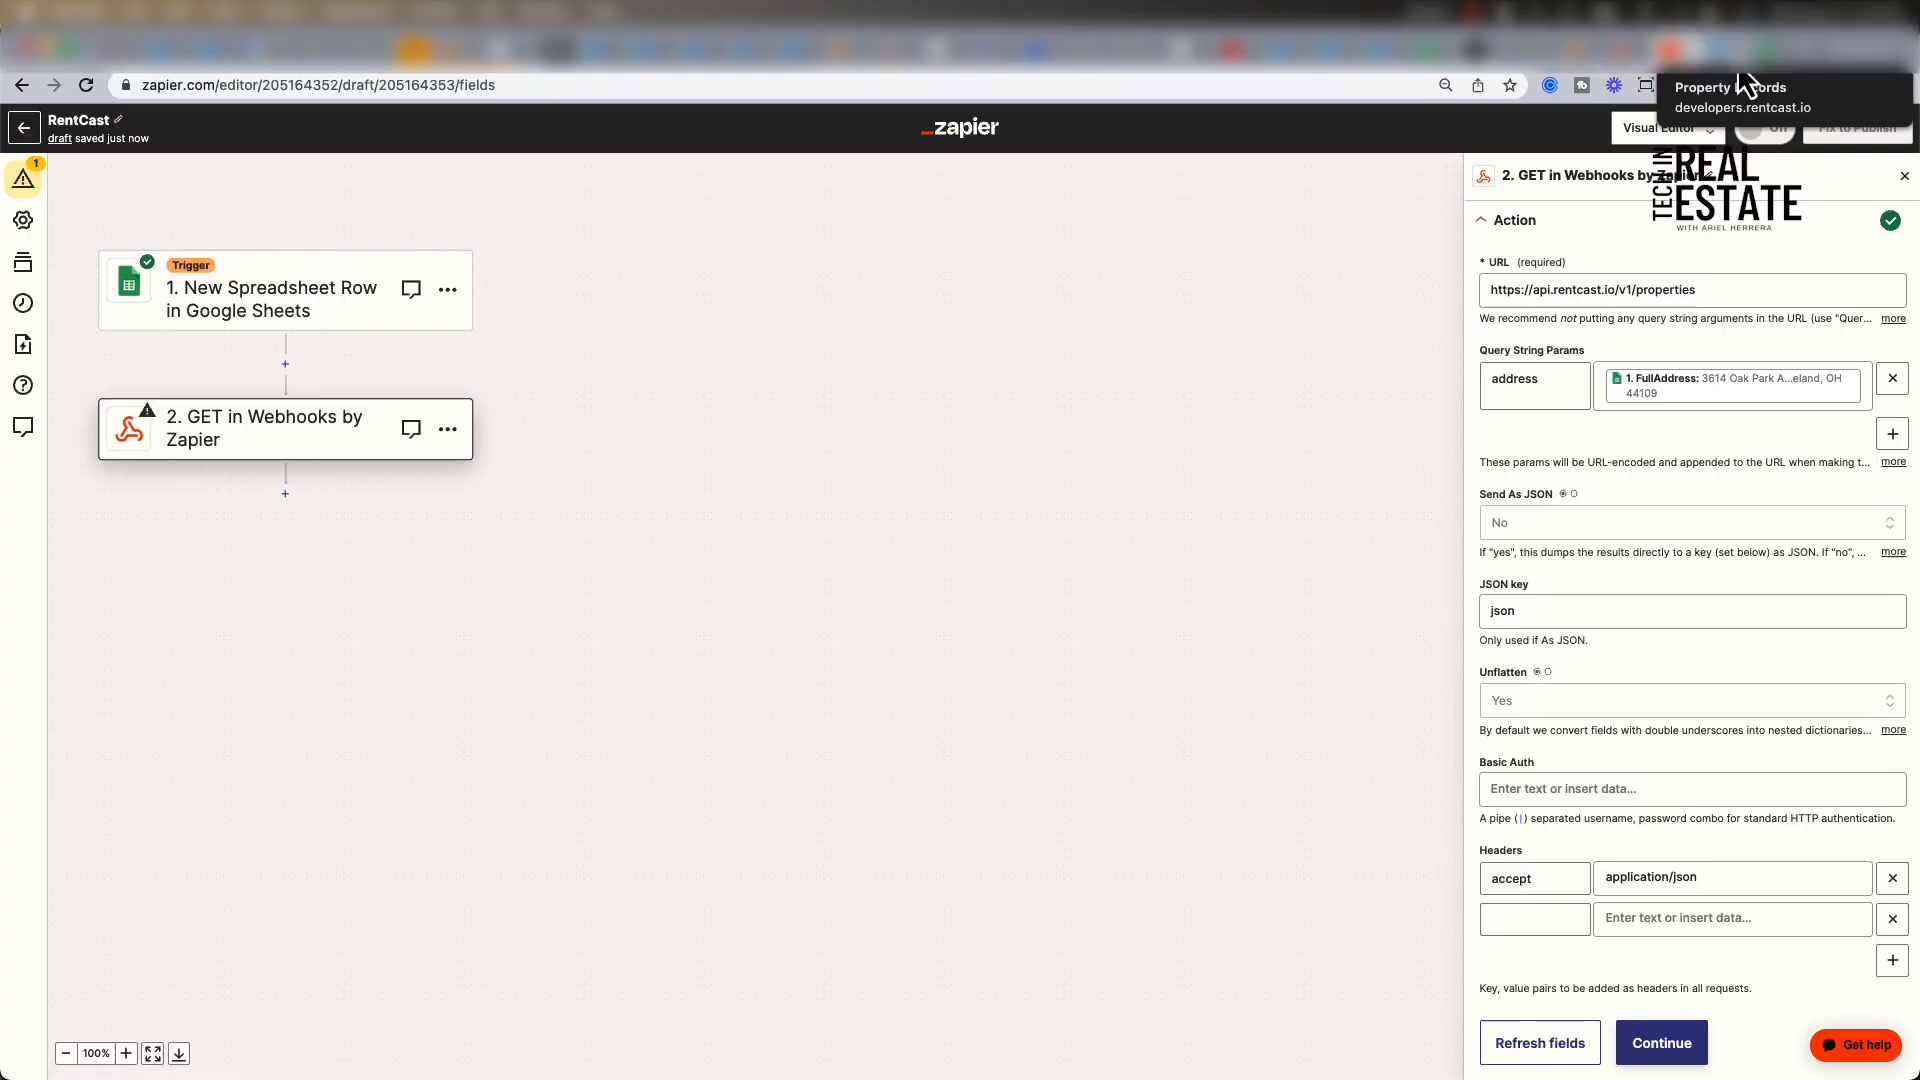 zapier.com/editor/205164352/draft/205164353/fields
Property
ords
developers.rentcast.io
RentCast
draft saved just now
_zapier
Visual Editor
Fix to Publish
1
TECH IN
REAL
ESTATE
WITH ARIEL HERRERA
2. GET in Webhooks by Zapier
Action
* URL (required)
https://api.rentcast.io/v1/properties
We recommend not putting any query string arguments in the URL (use "Quer... more
Query String Params
address
1. FullAddress: 3614 Oak Park A...eland, OH
44109
These params will be URL-encoded and appended to the URL when making t... more
Send As JSON
No
If "yes", this dumps the results directly to a key (set below) as JSON. If "no", ... more
JSON key
json
Only used if As JSON.
Unflatten
Yes
By default we convert fields with double underscores into nested dictionaries... more
Basic Auth
Enter text or insert data...
A pipe (|) separated username, password combo for standard HTTP authentication.
Headers
accept
application/json
Enter text or insert data...
Key, value pairs to be added as headers in all requests.
Refresh fields
Continue
Get help
Trigger
1. New Spreadsheet Row
in Google Sheets
2. GET in Webhooks by
Zapier
100%